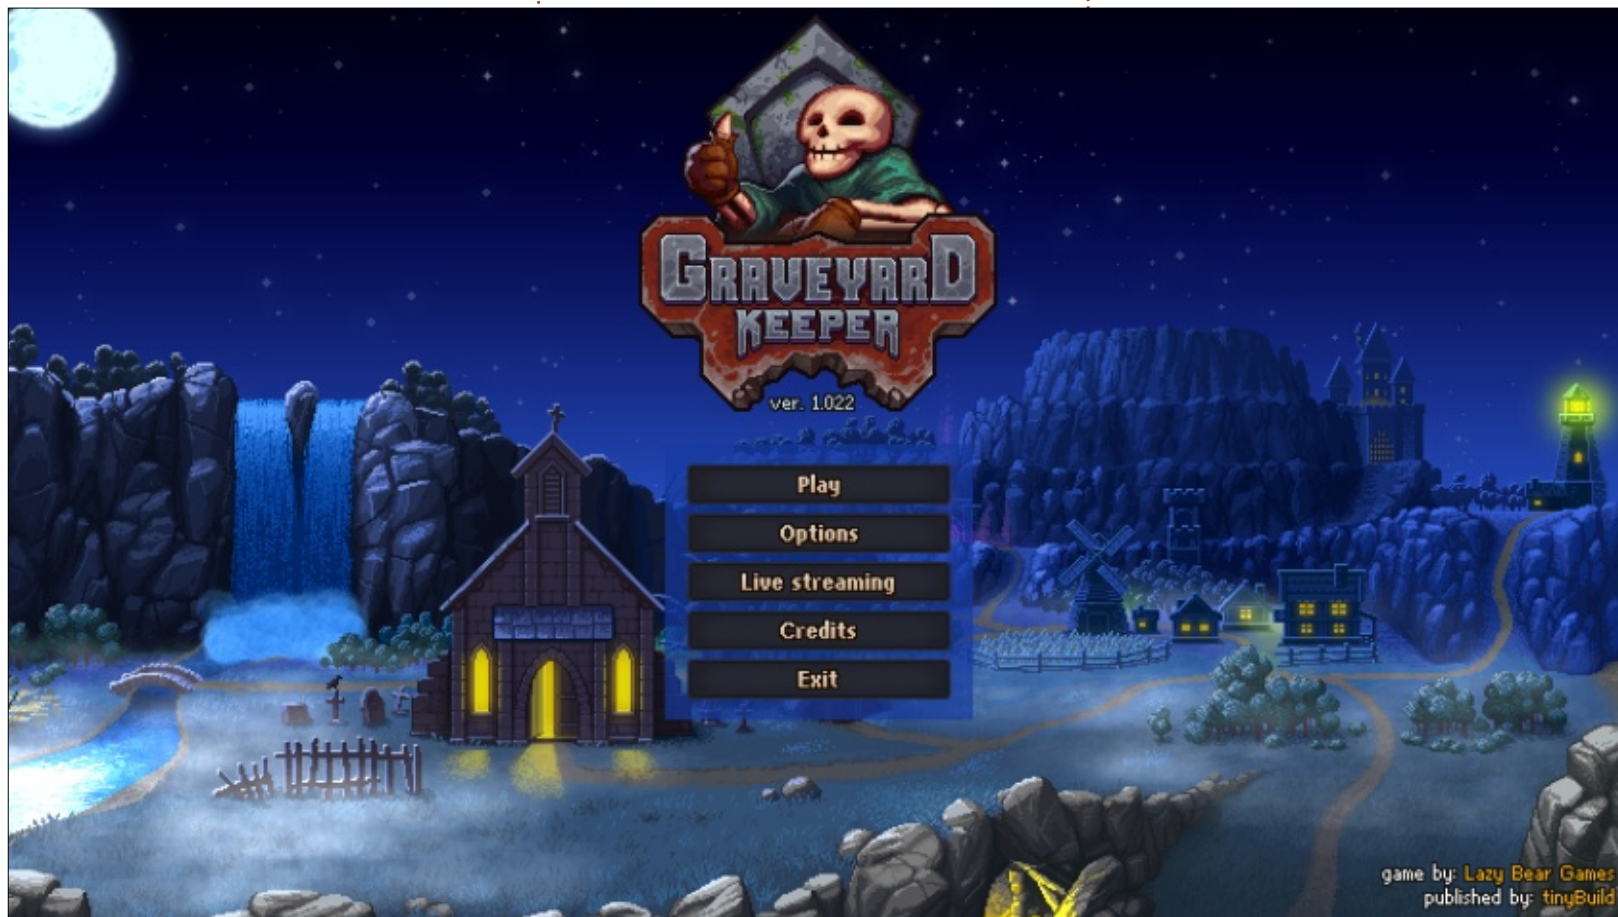 GRAVEYARD
KEEPER
ver. 1.022
Play
Options
Live streaming
Credits
Exit
game by: Lazy Bear Games
published by: tinyBuild